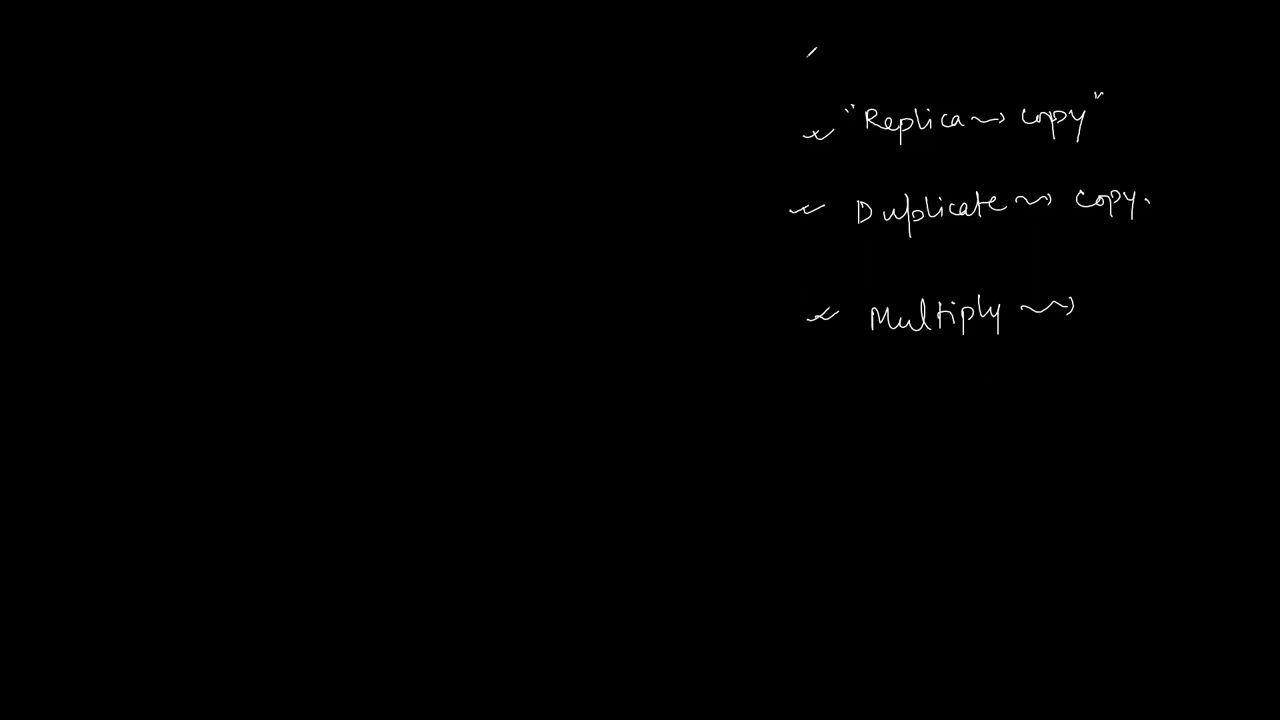 "Replica → copy"
Duplicate → copy.
Multiply →